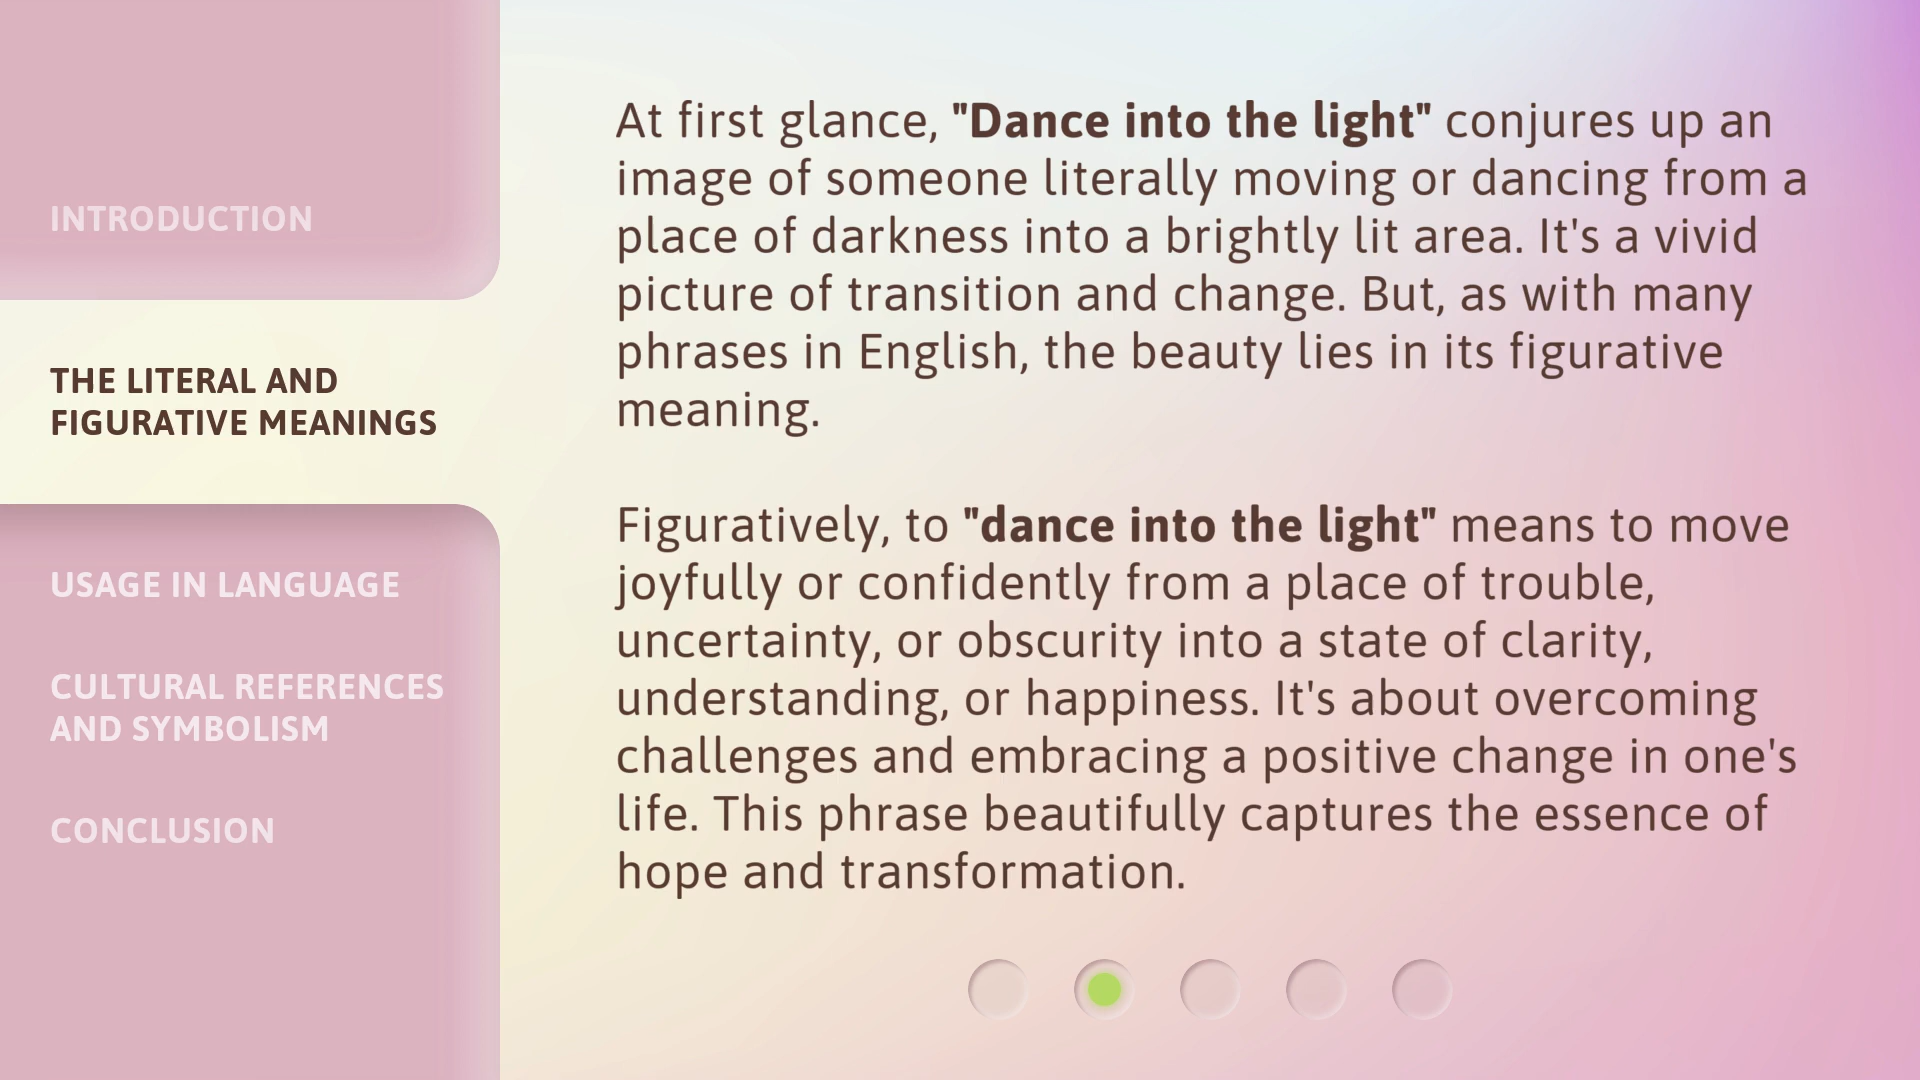 INTRODUCTION
THE LITERAL AND
FIGURATIVE MEANINGS
USAGE IN LANGUAGE
CULTURAL REFERENCES
AND SYMBOLISM
CONCLUSION
At first glance, "Dance into the light" conjures up an
image of someone literally moving or dancing from a
place of darkness into a brightly lit area. It's a vivid
picture of transition and change. But, as with many
phrases in English, the beauty lies in its figurative
meaning.
Figuratively, to "dance into the light" means to move
joyfully or confidently from a place of trouble,
uncertainty, or obscurity into a state of clarity,
understanding, or happiness. It's about overcoming
challenges and embracing a positive change in one's
life. This phrase beautifully captures the essence of
hope and transformation.